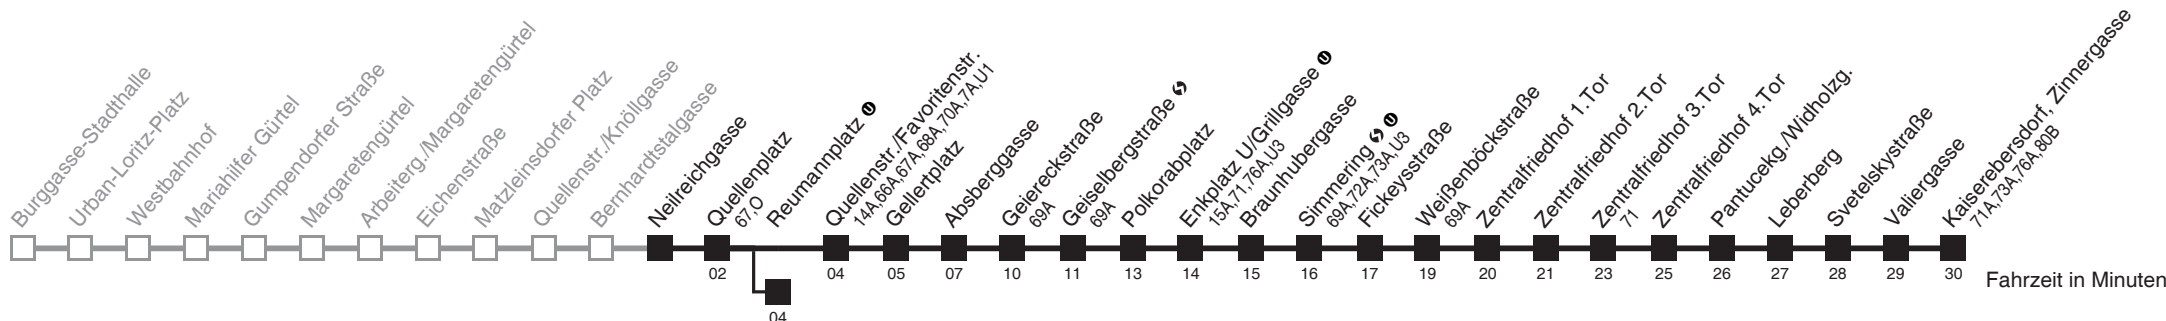 Burggasse-Stadthalle
Urban-Loritz-Platz
Westbahnhof
Mariahilfer Gürtel
Gumpendorfer Straße
Margaretengürtel
Arbeiterg./Margaretengürtel
Eichenstraße
Matzleinsdorfer Platz
Quellenstr./Knöllgasse
Bernhardtstalgasse
Neilreichgasse
Quellenplatz
67,O
02
Reumannplatz U
04
Quellenstr./Favoritenstr.
14A,66A,67A,68A,70A,7A,U1
04
Gellertplatz
05
Absberggasse
07
Geiereckstraße
69A
10
Geiselbergstraße S
69A
11
Polkorabplatz
13
Enkplatz U/Grillgasse U
15A,71,76A,U3
14
Braunhubergasse
15
Simmering S U
69A,72A,73A,U3
16
Fickeysstraße
17
Weißenböckstraße
69A
19
Zentralfriedhof 1.Tor
20
Zentralfriedhof 2.Tor
21
Zentralfriedhof 3.Tor
71
23
Zentralfriedhof 4.Tor
25
Pantucekg./Widholzg.
26
Leberberg
27
Svetelskystraße
28
Valiergasse
29
Kaiserebersdorf, Zinnergasse
71A,73A,76A,80B
30
Fahrzeit in Minuten